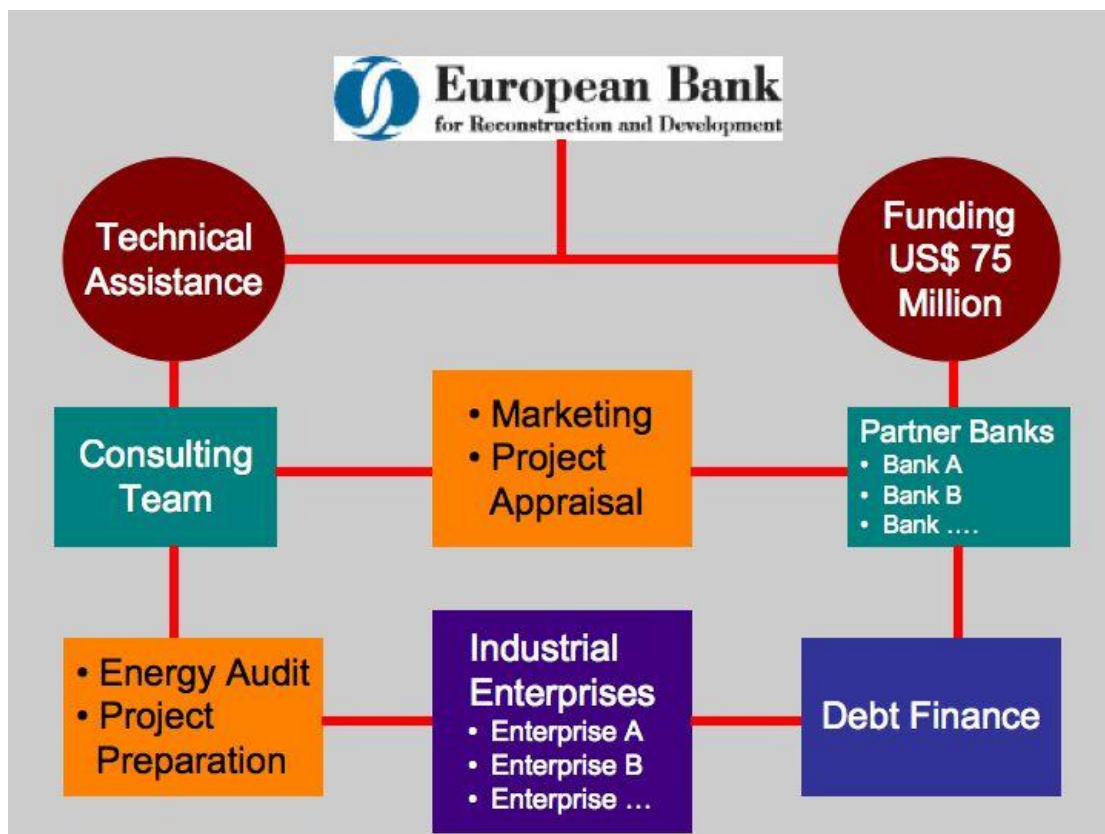 European Bank
for Reconstruction and Development
Technical
Assistance
Funding
US$ 75
Million
Consulting
Team
• Marketing
• Project
Appraisal
Partner Banks
• Bank A
• Bank B
• Bank ....
• Energy Audit
• Project
Preparation
Industrial
Enterprises
• Enterprise A
• Enterprise B
• Enterprise ...
Debt Finance